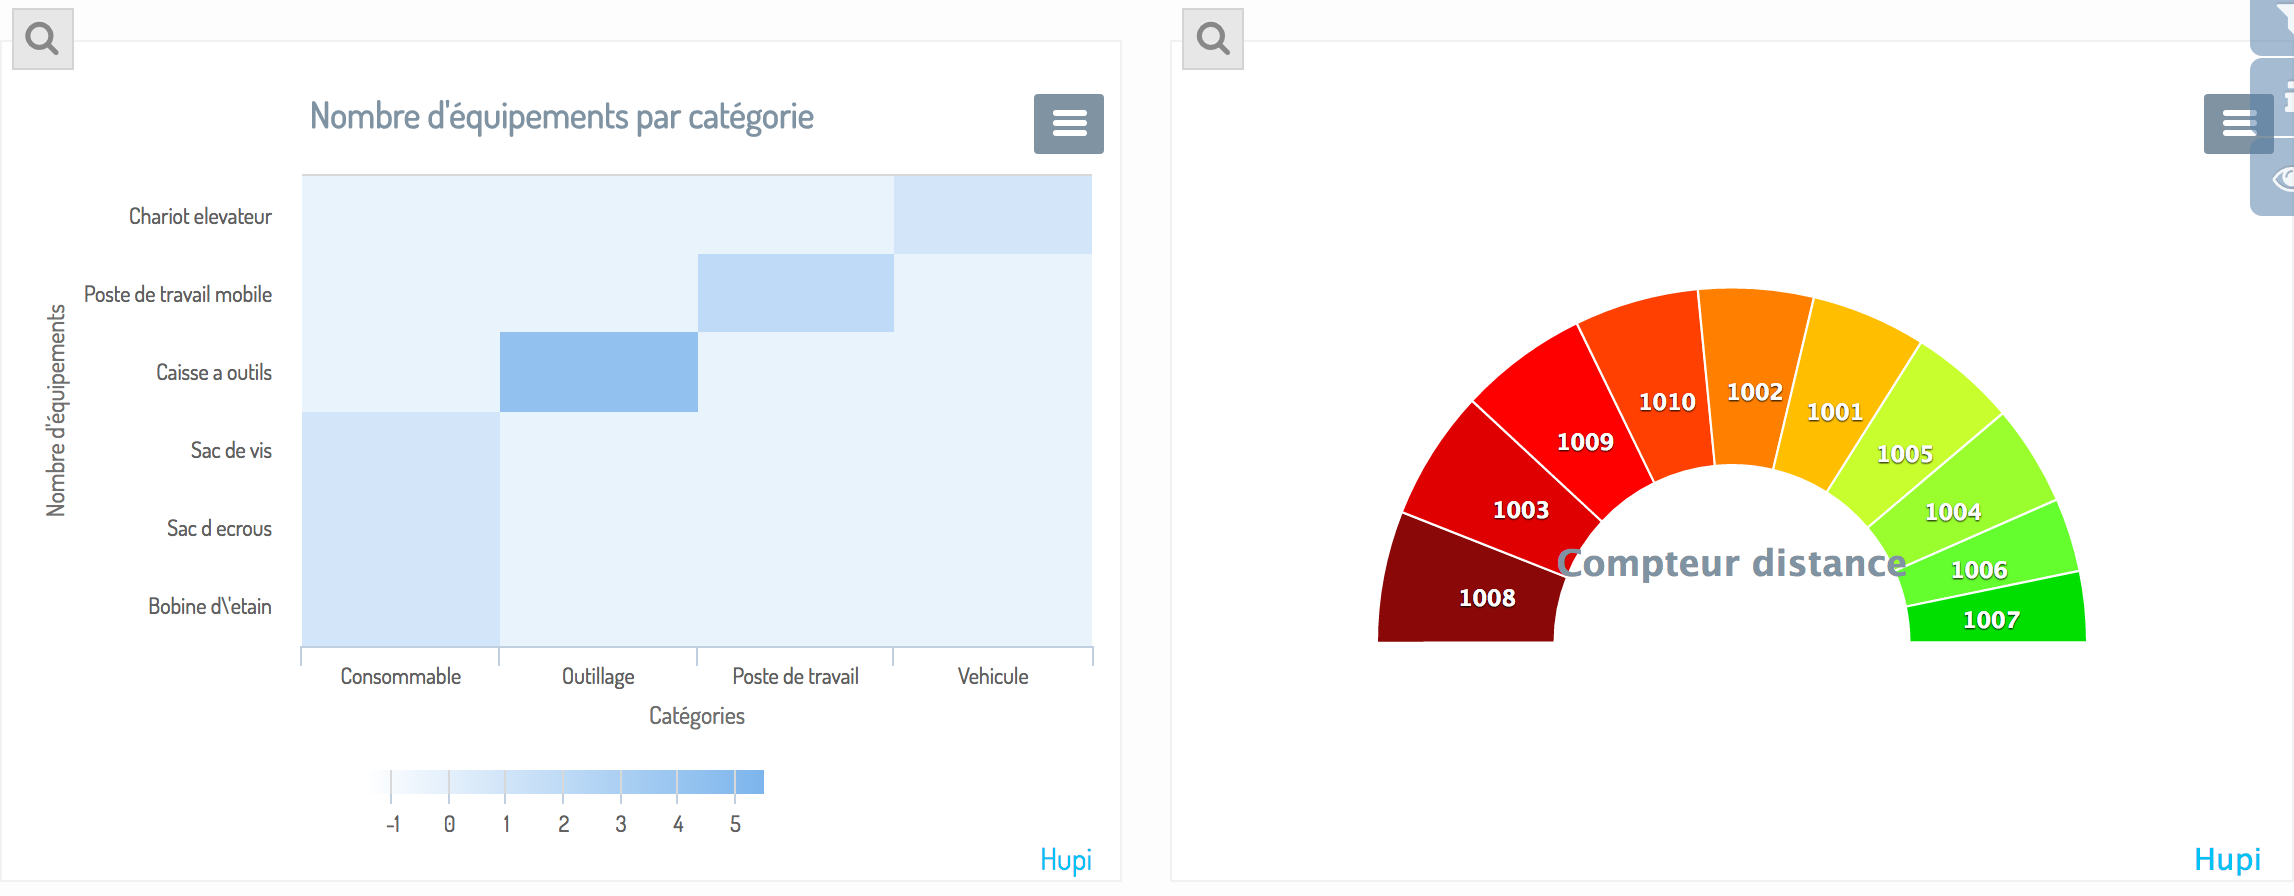 Nombre d'équipements par catégorie
Nombre d'équipements
Chariot elevateur
Poste de travail mobile
Caisse a outils
Sac de vis
Sac d ecrous
Bobine d\'etain
Consommable
Outillage
Poste de travail
Vehicule
Catégories
-1 0 1 2 3 4 5
Hupi
1008
1003
1009
1010
1002
1001
1005
1004
1006
1007
Compteur distance
Hupi